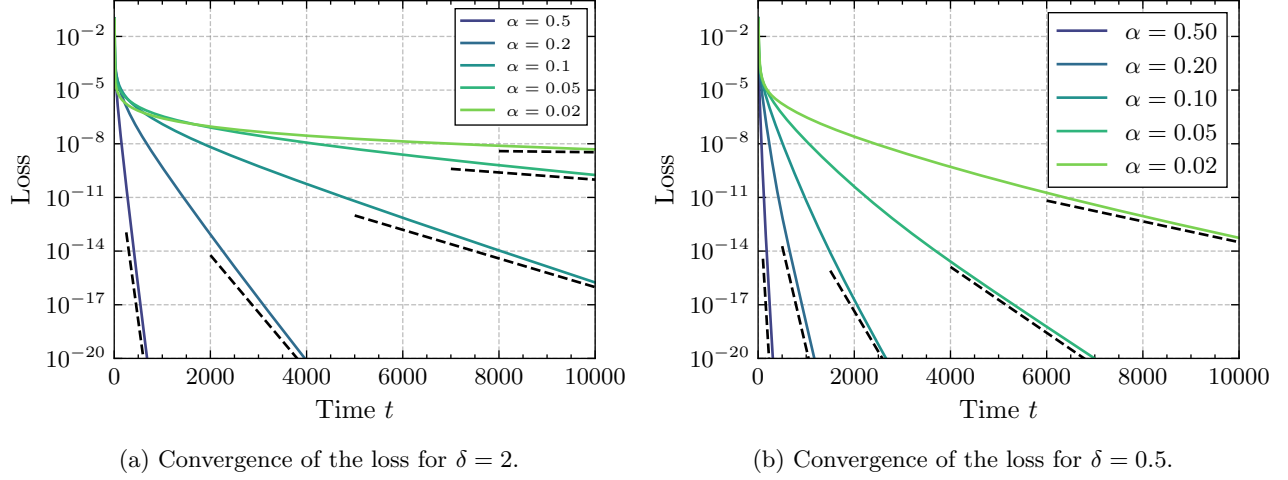 10⁻²
10⁻⁵
10⁻⁸
10⁻¹¹
10⁻¹⁴
10⁻¹⁷
10⁻²⁰
Loss
0 2000 4000 6000 8000 10000
Time t
α = 0.5
α = 0.2
α = 0.1
α = 0.05
α = 0.02
(a) Convergence of the loss for δ = 2.
10⁻²
10⁻⁵
10⁻⁸
10⁻¹¹
10⁻¹⁴
10⁻¹⁷
10⁻²⁰
Loss
0 2000 4000 6000 8000 10000
Time t
α = 0.50
α = 0.20
α = 0.10
α = 0.05
α = 0.02
(b) Convergence of the loss for δ = 0.5.